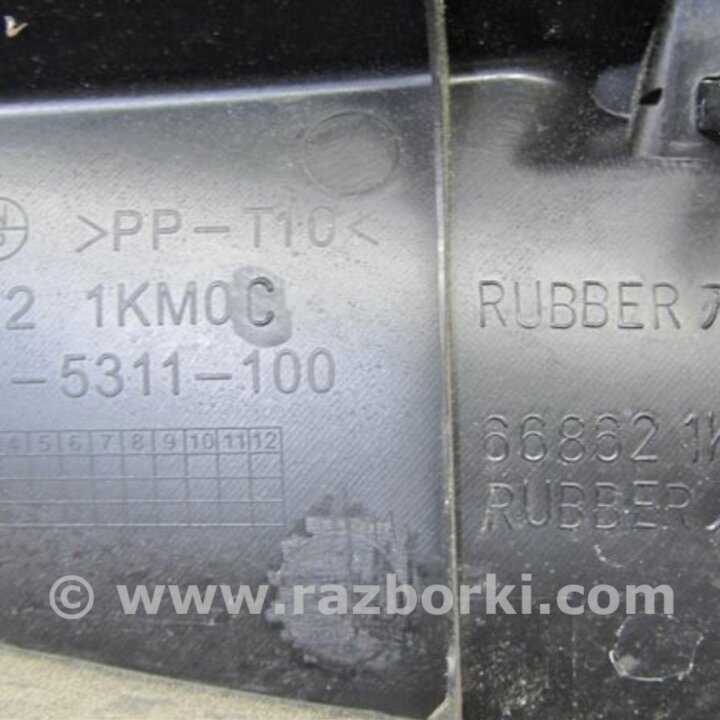 >PP-T10<
2 1KM0C
-5311-100
4 5 6 7 8 9 10 11 12
RUBBER
66862 1K
RUBBER
© www.razborki.com